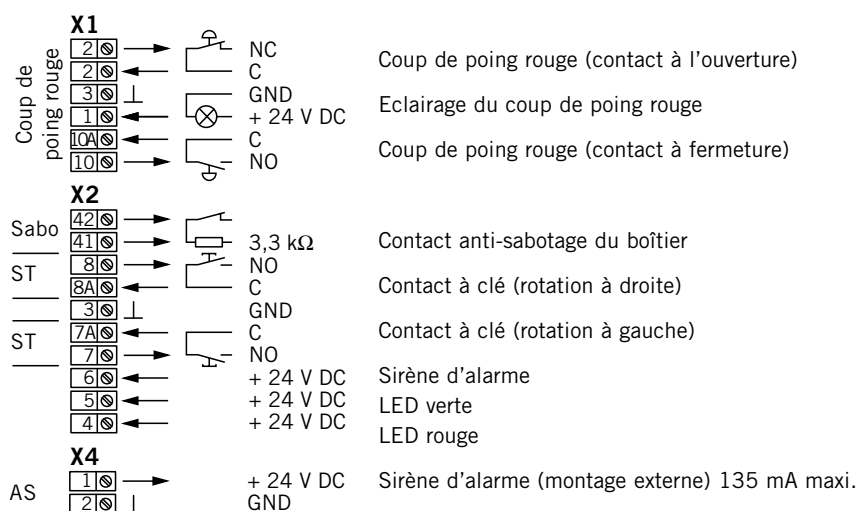 X1
Coup de
poing rouge
2 NC
2 C
Coup de poing rouge (contact à l'ouverture)
3 GND
1 + 24 V DC
Eclairage du coup de poing rouge
10A C
10 NO
Coup de poing rouge (contact à fermeture)
X2
Sabo
42
41 3,3 kΩ
Contact anti-sabotage du boîtier
ST
8 NO
8A C
Contact à clé (rotation à droite)
3 GND
ST
7A C
Contact à clé (rotation à gauche)
7 NO
6 + 24 V DC Sirène d'alarme
5 + 24 V DC LED verte
4 + 24 V DC LED rouge
X4
AS
1 + 24 V DC Sirène d'alarme (montage externe) 135 mA maxi.
2 GND